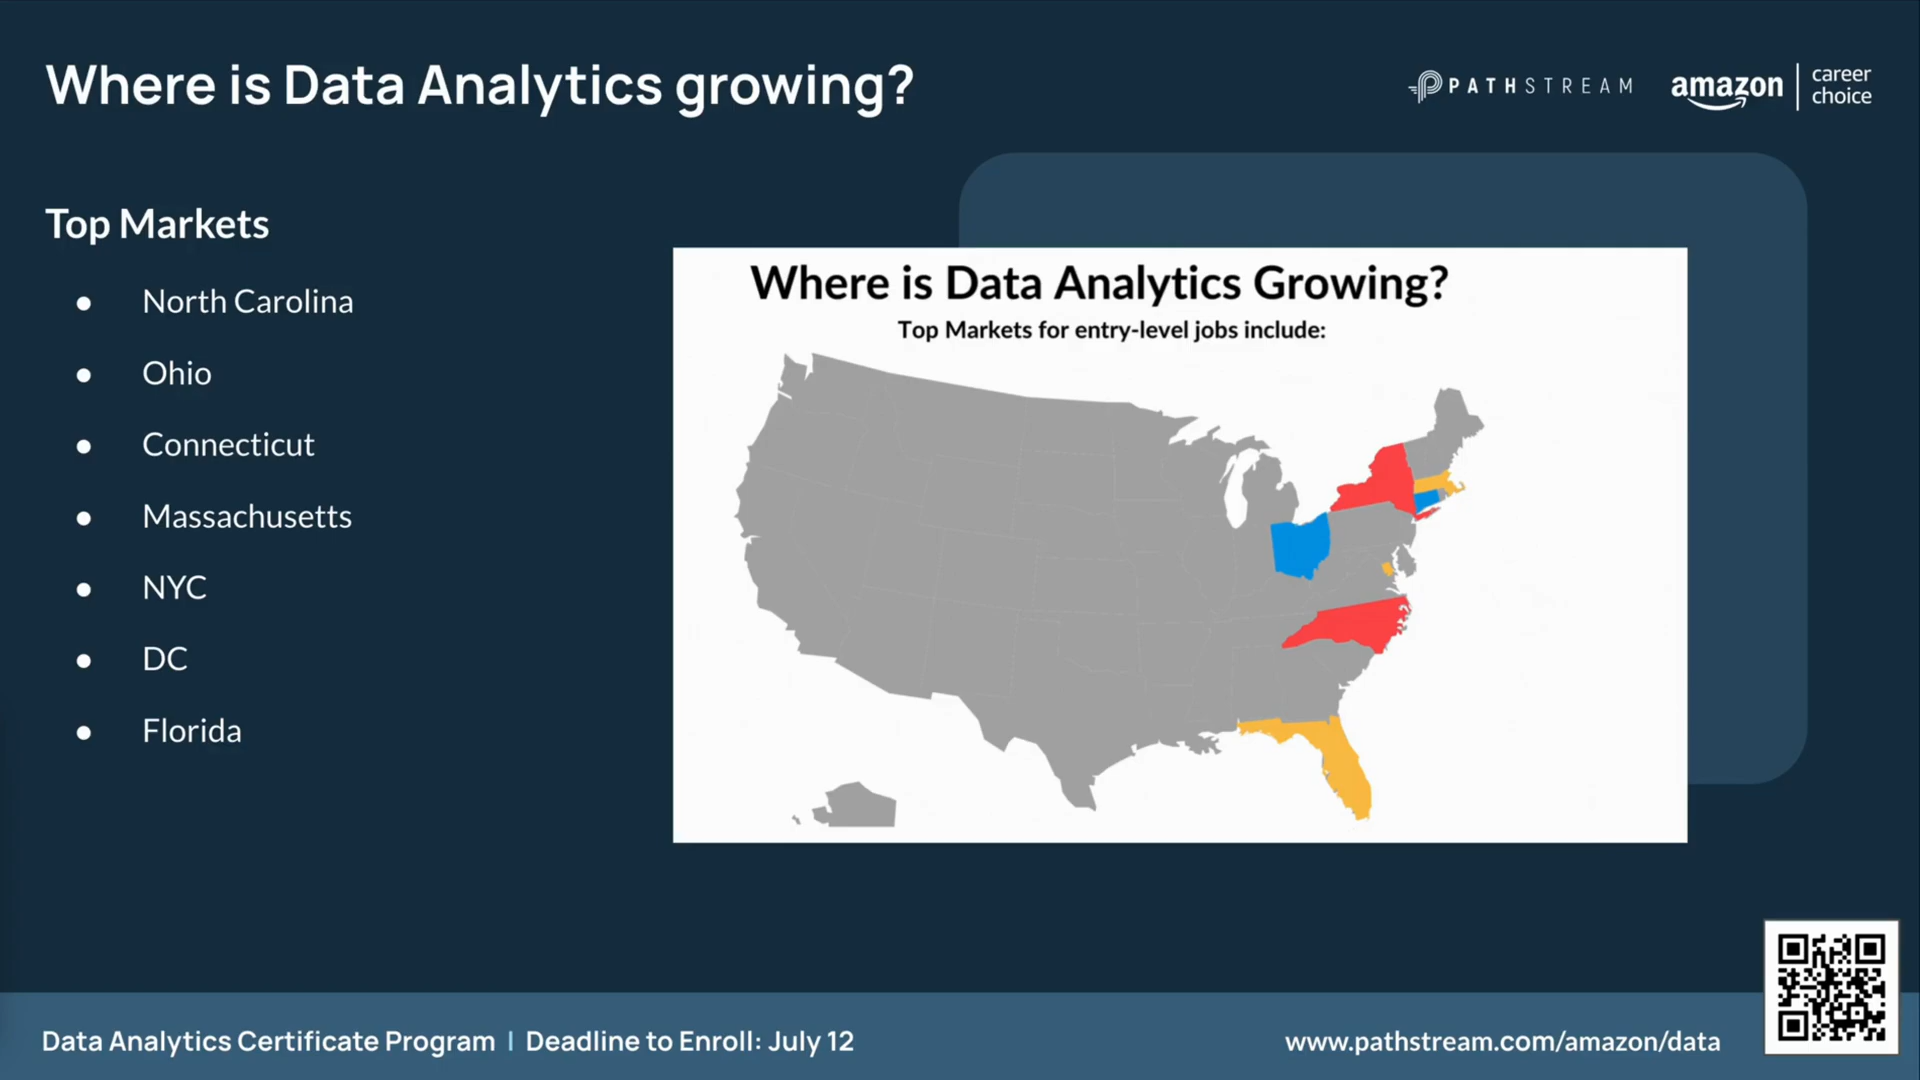 Where is Data Analytics growing?
PATHSTREAM
amazon
career
choice
Top Markets
● North Carolina
● Ohio
● Connecticut
● Massachusetts
● NYC
● DC
● Florida
Where is Data Analytics Growing?
Top Markets for entry-level jobs include:
Data Analytics Certificate Program | Deadline to Enroll: July 12
www.pathstream.com/amazon/data